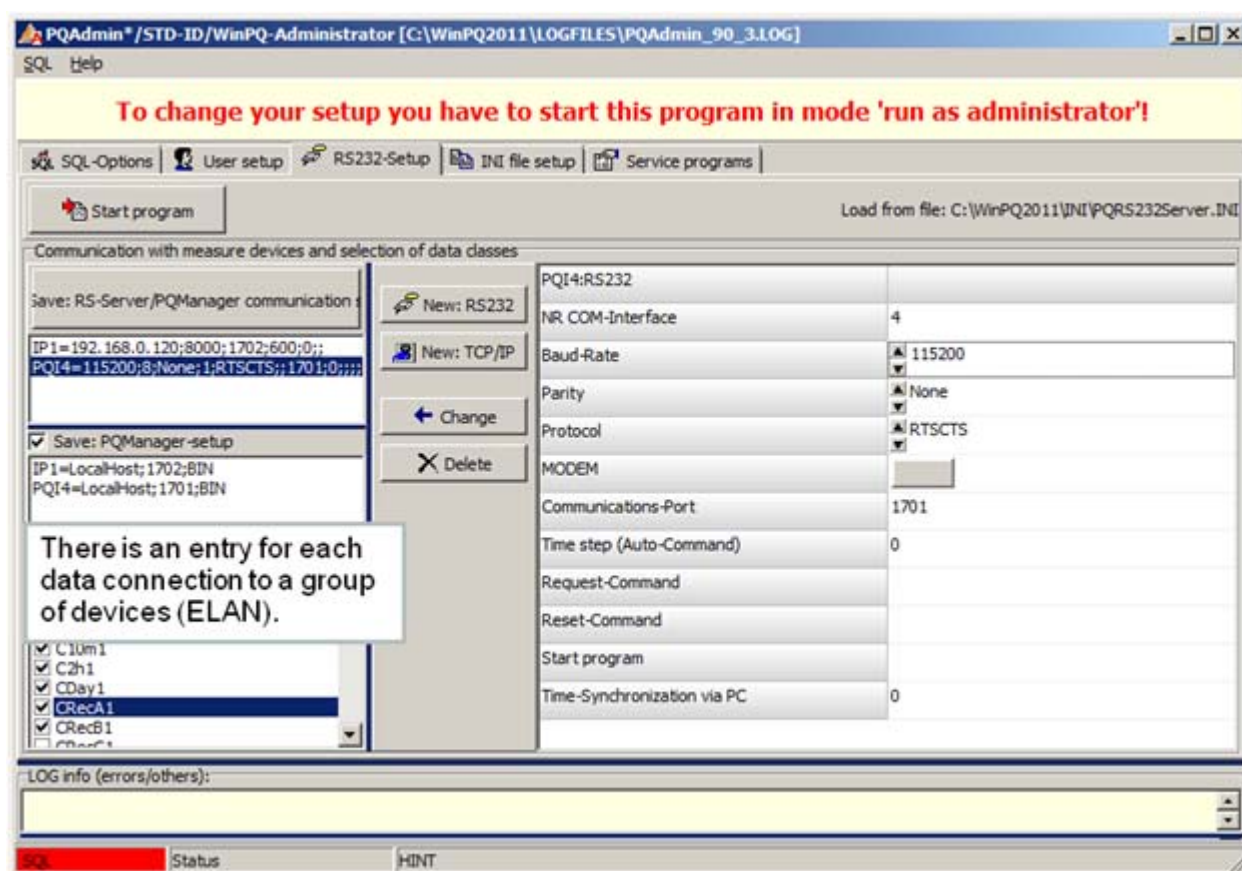 PQAdmin*/STD-ID/WinPQ-Administrator [C:\WinPQ2011\LOGFILES\PQAdmin_90_3.LOG]
SQL Help
To change your setup you have to start this program in mode 'run as administrator'!
SQL-Options User setup RS232-Setup INI file setup Service programs
Start program
Load from file: C:\WinPQ2011\INI\PQRS232Server.INI
Communication with measure devices and selection of data classes
Save: RS-Server/PQManager communication s
IP1=192.168.0.120;8000;1702;600;0;;
PQI4=115200;8;None;1;RTSCTS;;1701;0;;;;
Save: PQManager-setup
IP1=LocalHost;1702;BIN
PQI4=LocalHost;1701;BIN
There is an entry for each
data connection to a group
of devices (ELAN).
C10m1
C2h1
CDay1
CRecA1
CRecB1
New: RS232
New: TCP/IP
Change
Delete
PQI4:RS232
NR COM-Interface 4
Baud-Rate 115200
Parity None
Protocol RTSCTS
MODEM
Communications-Port 1701
Time step (Auto-Command) 0
Request-Command
Reset-Command
Start program
Time-Synchronization via PC 0
LOG info (errors/others):
SQL Status HINT